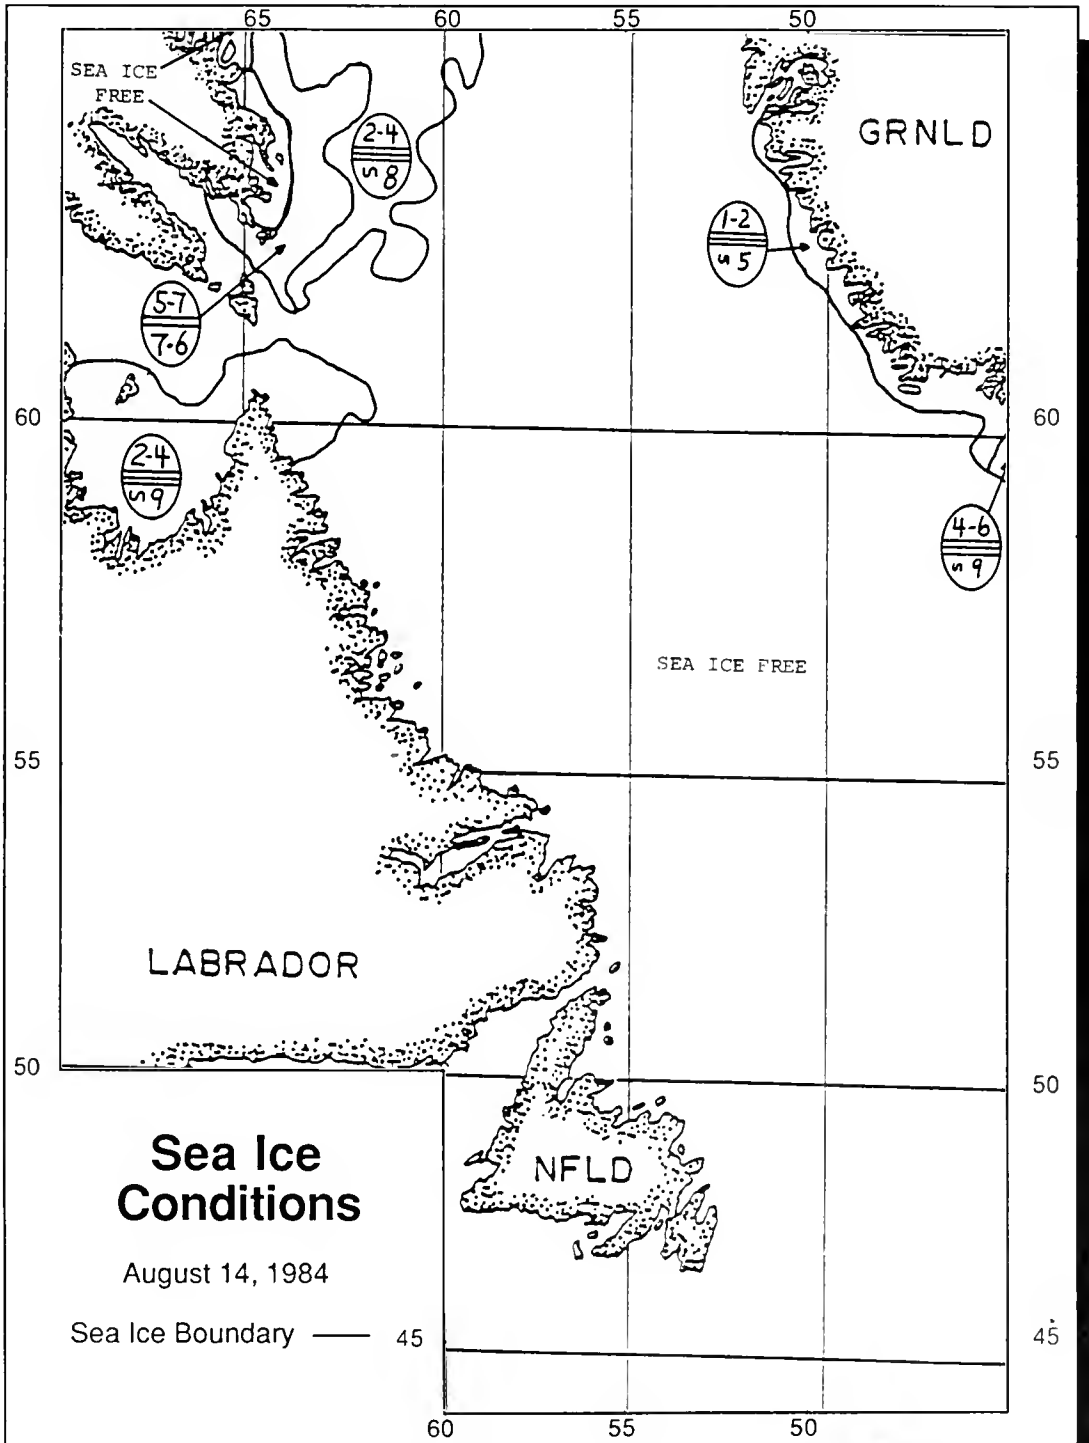 65 60 55 50
SEA ICE
FREE
GRNLD
2-4
8
1-2
5
5-7
7·6
60 60
2-4
9
4-6
9
SEA ICE FREE
55 55
LABRADOR
50 50
NFLD
Sea Ice
Conditions
August 14, 1984
Sea Ice Boundary — 45 45
60 55 50